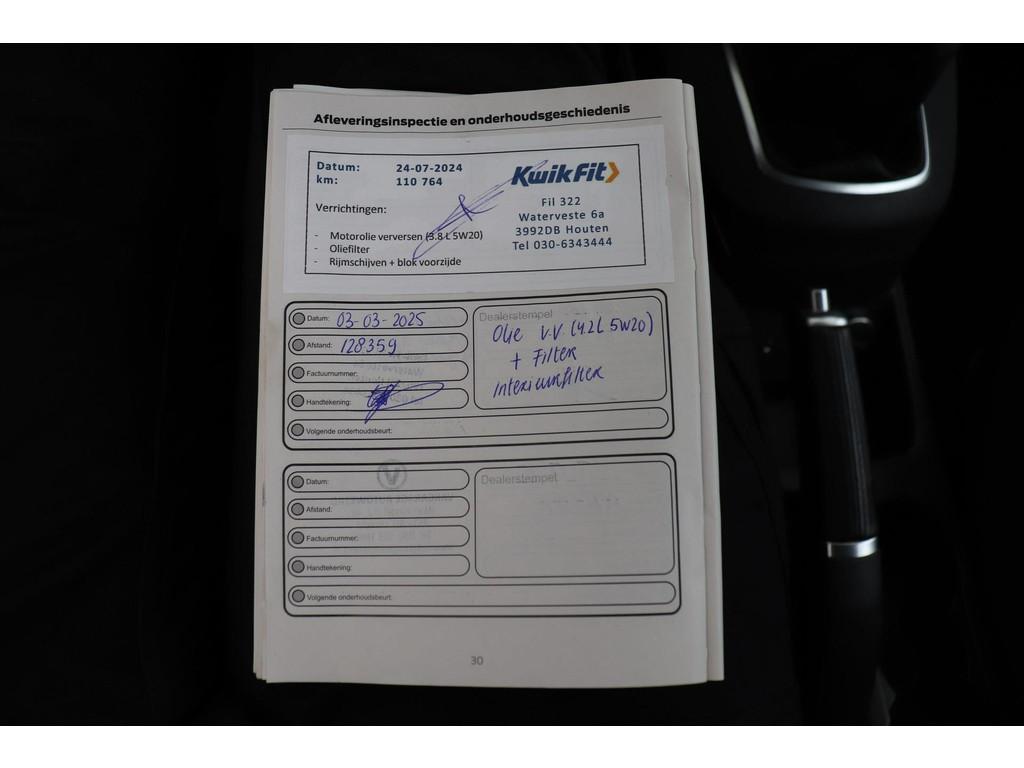 Afleveringsinspectie en onderhoudsgeschiedenis
Datum: 24-07-2024
km: 110 764
KwikFit
Fil 322
Waterveste 6a
3992DB Houten
Tel 030-6343444
Verrichtingen:
- Motorolie verversen (3.8 L 5W20)
- Oliefilter
- Rijmschijven + blok voorzijde
Datum: 03-03-2025
Afstand: 128359
Factuurnummer:
Handtekening:
Volgende onderhoudsbeurt:
Dealerstempel
Olie V.V. (4.2L 5W20)
+ Filter
Interieurfilter
Datum:
Afstand:
Factuurnummer:
Handtekening:
Volgende onderhoudsbeurt:
Dealerstempel
30